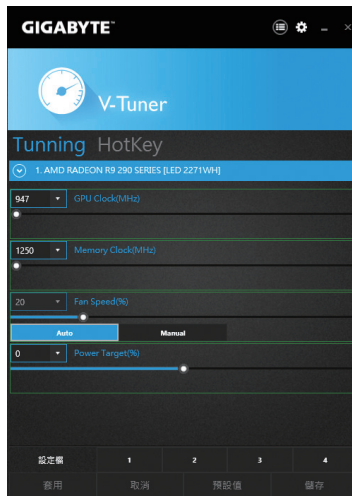 GIGABYTE™
V-Tuner
Tunning HotKey
1. AMD RADEON R9 290 SERIES [LED 2271WH]
947 GPU Clock(MHz)
1250 Memory Clock(MHz)
20 Fan Speed(%)
Auto Manual
0 Power Target(%)
設定檔 1 2 3 4
套用 取消 預設值 儲存